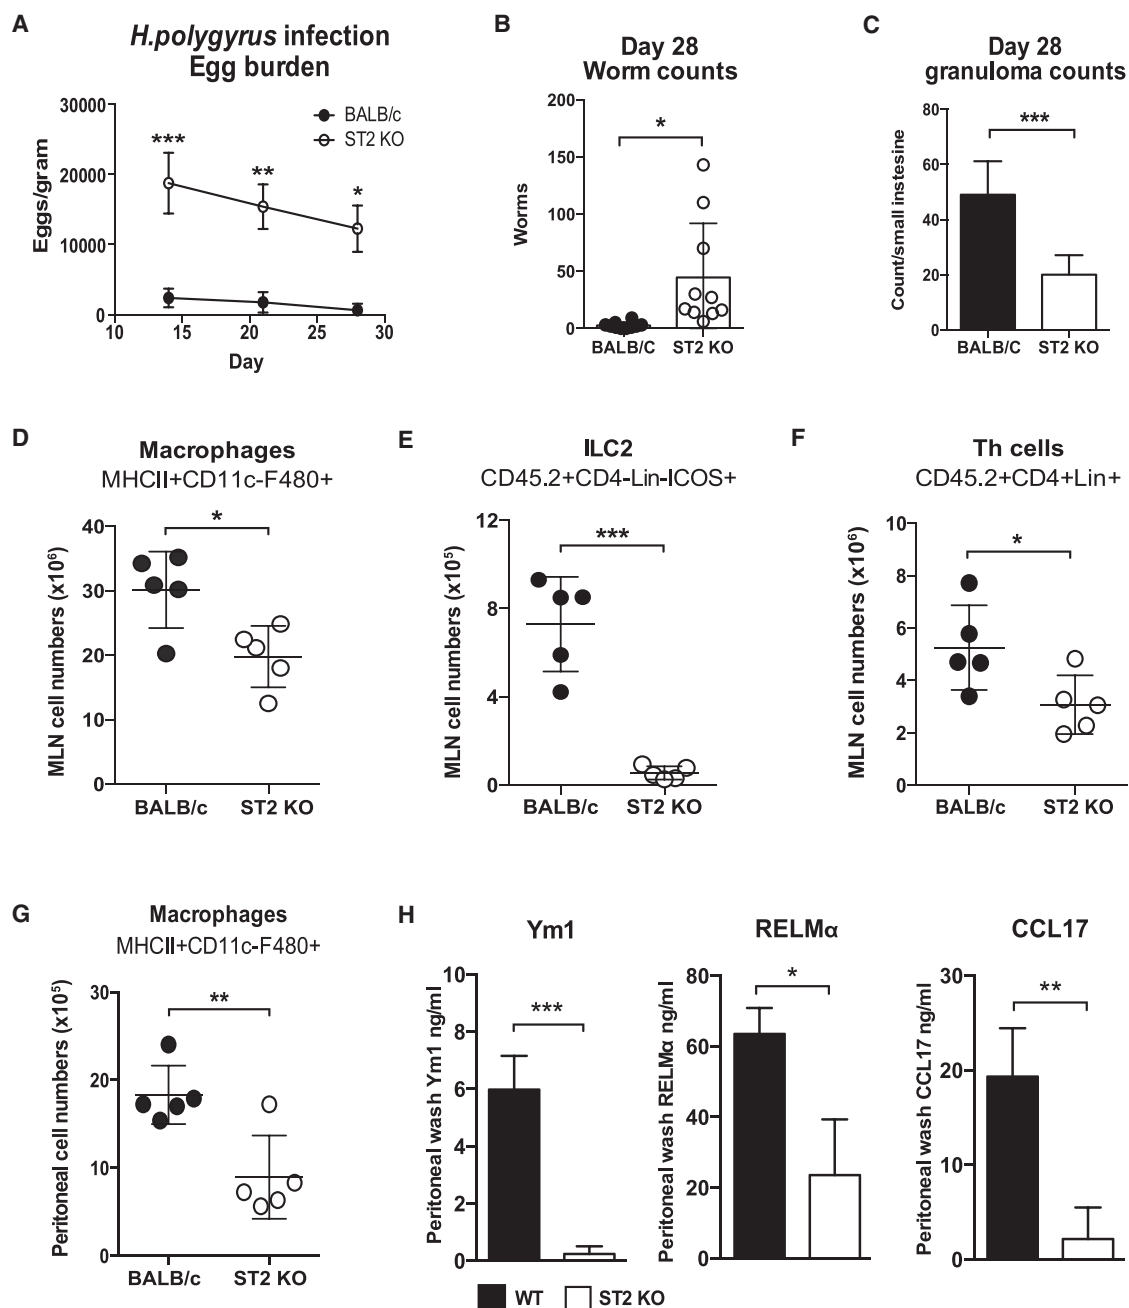 A
H.polygyrus infection
Egg burden
30000
20000
10000
0
Eggs/gram
10
15
20
25
30
Day
BALB/c
ST2 KO
***
**
*
B
Day 28
Worm counts
200
150
100
50
0
Worms
*
BALB/C
ST2 KO
C
Day 28
granuloma counts
80
60
40
20
0
Count/small instesine
***
BALB/C
ST2 KO
D
Macrophages
MHCII+CD11c-F480+
40
30
20
10
0
MLN cell numbers (x10⁶)
*
BALB/c
ST2 KO
E
ILC2
CD45.2+CD4-Lin-ICOS+
12
8
4
0
MLN cell numbers (x10⁵)
***
BALB/c
ST2 KO
F
Th cells
CD45.2+CD4+Lin+
10
8
6
4
2
0
MLN cell numbers (x10⁶)
*
BALB/c
ST2 KO
G
Macrophages
MHCII+CD11c-F480+
30
20
10
0
Peritoneal cell numbers (x10⁵)
**
BALB/c
ST2 KO
H
Ym1
10
8
6
4
2
0
Peritoneal wash Ym1 ng/ml
***
RELMα
80
60
40
20
0
Peritoneal wash RELMα ng/ml
*
CCL17
30
20
10
0
Peritoneal wash CCL17 ng/ml
**
WT
ST2 KO